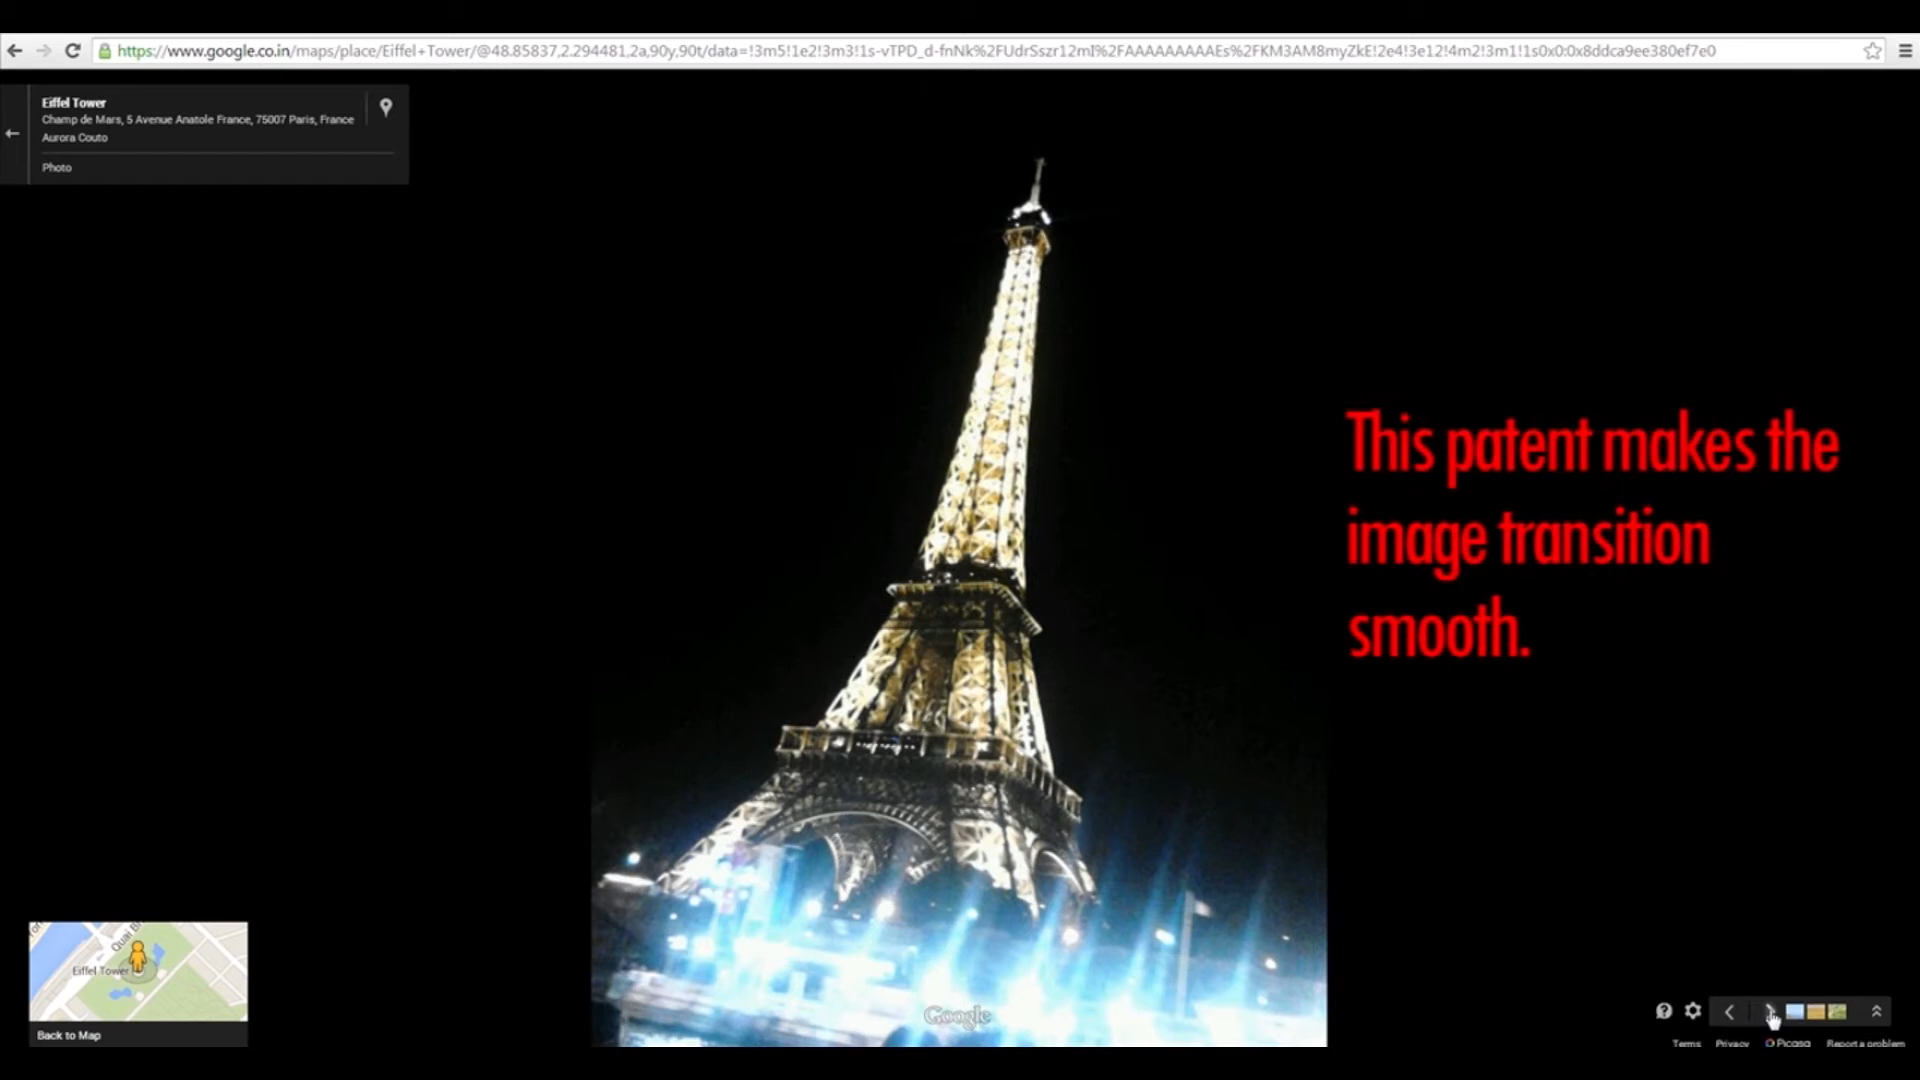 https://www.google.co.in/maps/place/Eiffel+Tower/@48.85837,2.294481,2a,90y,90t/data=!3m5!1e2!3m3!1s-vTPD_d-fnNk%2FUdrSszr12mI%2FAAAAAAAAAEs%2FKM3AM8myZkE!2e4!3e12!4m2!3m1!1s0x0:0x8ddca9ee380ef7e0
Eiffel Tower
Champ de Mars, 5 Avenue Anatole France, 75007 Paris, France
Aurora Couto
Photo
This patent makes the
image transition
smooth.
Quai B
Eiffel Tower
Back to Map
Google
Terms Privacy Picasa Report a problem